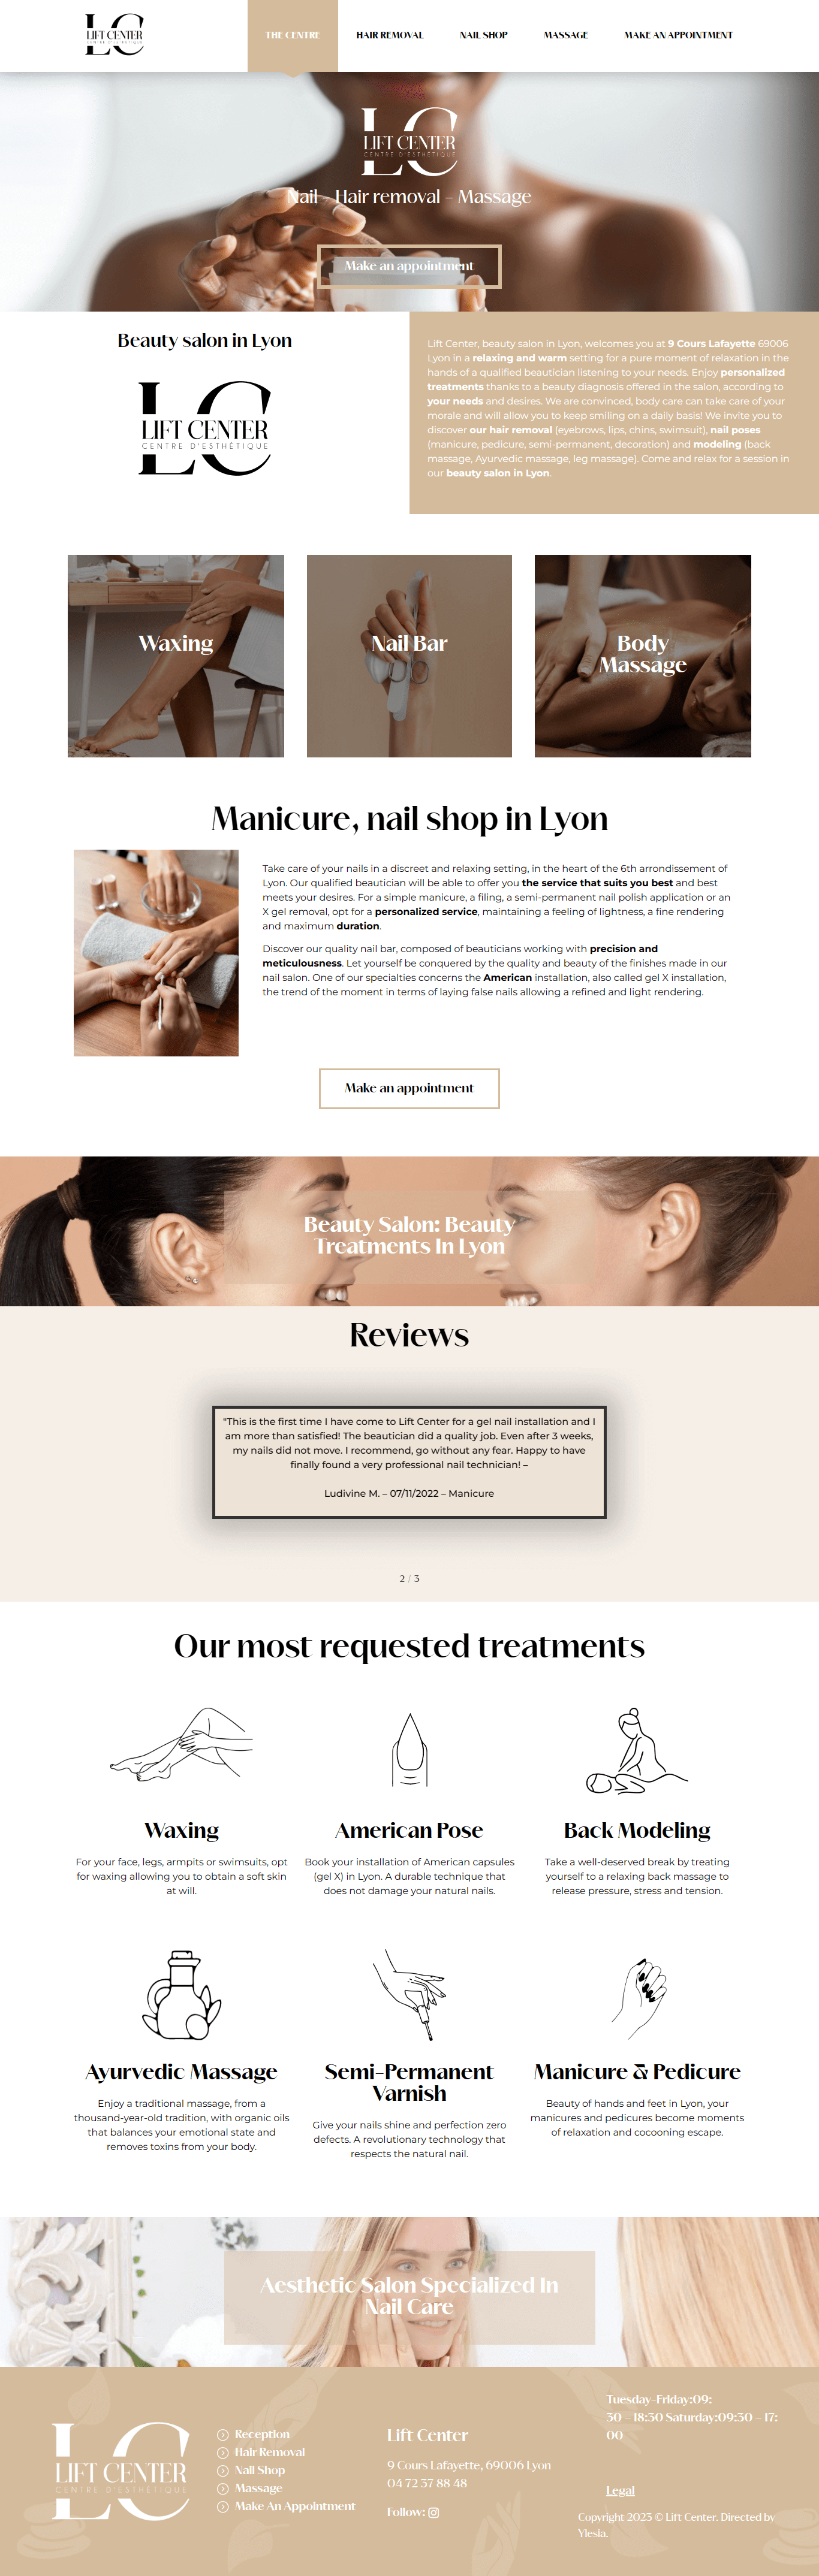 LC
LIFT CENTER
CENTRE D'ESTHÉTIQUE
THE CENTRE
HAIR REMOVAL
NAIL SHOP
MASSAGE
MAKE AN APPOINTMENT
LC
LIFT CENTER
CENTRE D'ESTHÉTIQUE
Nail – Hair removal – Massage
Make an appointment
Beauty salon in Lyon
LC
LIFT CENTER
CENTRE D'ESTHÉTIQUE
Lift Center, beauty salon in Lyon, welcomes you at 9 Cours Lafayette 69006
Lyon in a relaxing and warm setting for a pure moment of relaxation in the
hands of a qualified beautician listening to your needs. Enjoy personalized
treatments thanks to a beauty diagnosis offered in the salon, according to
your needs and desires. We are convinced, body care can take care of your
morale and will allow you to keep smiling on a daily basis! We invite you to
discover our hair removal (eyebrows, lips, chins, swimsuit), nail poses
(manicure, pedicure, semi-permanent, decoration) and modeling (back
massage, Ayurvedic massage, leg massage). Come and relax for a session in
our beauty salon in Lyon.
Waxing
Nail Bar
Body
Massage
Manicure, nail shop in Lyon
Take care of your nails in a discreet and relaxing setting, in the heart of the 6th arrondissement of
Lyon. Our qualified beautician will be able to offer you the service that suits you best and best
meets your desires. For a simple manicure, a filing, a semi-permanent nail polish application or an
X gel removal, opt for a personalized service, maintaining a feeling of lightness, a fine rendering
and maximum duration.
Discover our quality nail bar, composed of beauticians working with precision and
meticulousness. Let yourself be conquered by the quality and beauty of the finishes made in our
nail salon. One of our specialties concerns the American installation, also called gel X installation,
the trend of the moment in terms of laying false nails allowing a refined and light rendering.
Make an appointment
Beauty Salon: Beauty
Treatments In Lyon
Reviews
"This is the first time I have come to Lift Center for a gel nail installation and I
am more than satisfied! The beautician did a quality job. Even after 3 weeks,
my nails did not move. I recommend, go without any fear. Happy to have
finally found a very professional nail technician! –
Ludivine M. – 07/11/2022 – Manicure
2 / 3
Our most requested treatments
Waxing
For your face, legs, armpits or swimsuits, opt
for waxing allowing you to obtain a soft skin
at will.
American Pose
Book your installation of American capsules
(gel X) in Lyon. A durable technique that
does not damage your natural nails.
Back Modeling
Take a well-deserved break by treating
yourself to a relaxing back massage to
release pressure, stress and tension.
Ayurvedic Massage
Enjoy a traditional massage, from a
thousand-year-old tradition, with organic oils
that balances your emotional state and
removes toxins from your body.
Semi-Permanent
Varnish
Give your nails shine and perfection zero
defects. A revolutionary technology that
respects the natural nail.
Manicure & Pedicure
Beauty of hands and feet in Lyon, your
manicures and pedicures become moments
of relaxation and cocooning escape.
Aesthetic Salon Specialized In
Nail Care
LC
LIFT CENTER
CENTRE D'ESTHÉTIQUE
Reception
Hair Removal
Nail Shop
Massage
Make An Appointment
Lift Center
9 Cours Lafayette, 69006 Lyon
04 72 37 88 48
Follow:
Tuesday-Friday:09:
30 – 18:30 Saturday:09:30 – 17:
00
Legal
Copyright 2023 © Lift Center, Directed by
Ylesia.